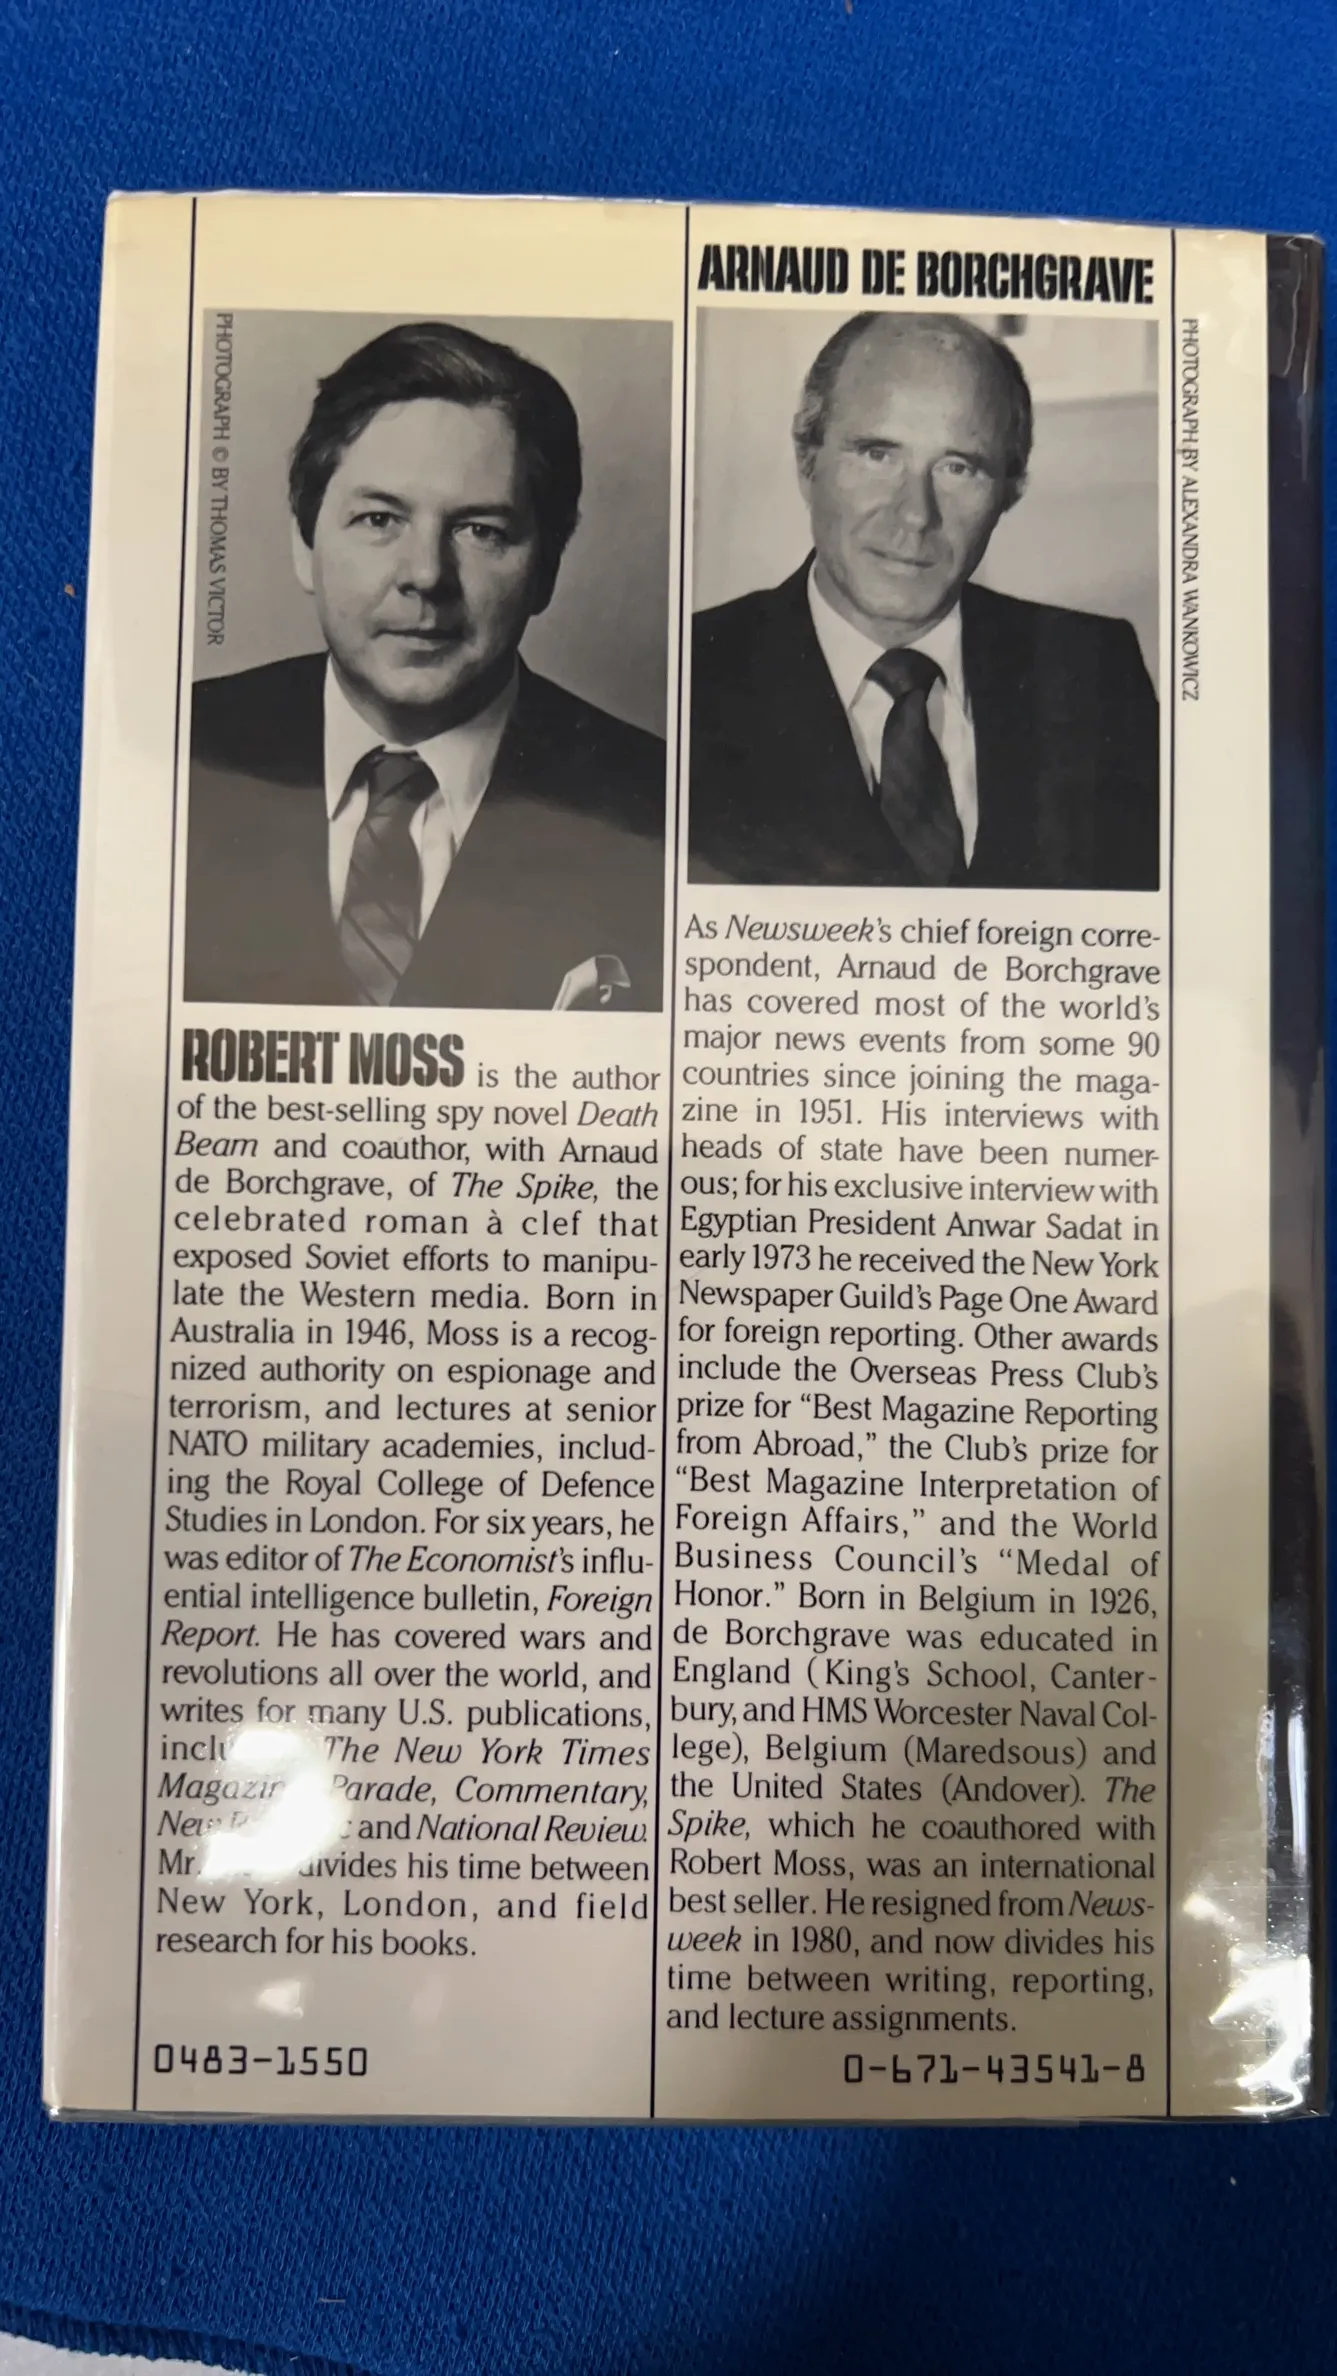 PHOTOGRAPH © BY THOMAS VICTOR
ROBERT MOSS is the author
of the best-selling spy novel Death
Beam and coauthor, with Arnaud
de Borchgrave, of The Spike, the
celebrated roman à clef that
exposed Soviet efforts to manipu-
late the Western media. Born in
Australia in 1946, Moss is a recog-
nized authority on espionage and
terrorism, and lectures at senior
NATO military academies, includ-
ing the Royal College of Defence
Studies in London. For six years, he
was editor of The Economist's influ-
ential intelligence bulletin, Foreign
Report. He has covered wars and
revolutions all over the world, and
writes for many U.S. publications,
The New York Times
Parade, Commentary,
and National Review.
Mr. divides his time between
New York, London, and field
research for his books.
0483-1550
ARNAUD DE BORCHGRAVE
PHOTOGRAPH BY ALEXANDRA WANKOWICZ
As Newsweek's chief foreign corre-
spondent, Arnaud de Borchgrave
has covered most of the world's
major news events from some 90
countries since joining the maga-
zine in 1951. His interviews with
heads of state have been numer-
ous; for his exclusive interview with
Egyptian President Anwar Sadat in
early 1973 he received the New York
Newspaper Guild's Page One Award
for foreign reporting. Other awards
include the Overseas Press Club's
prize for “Best Magazine Reporting
from Abroad,” the Club's prize for
“Best Magazine Interpretation of
Foreign Affairs,” and the World
Business Council's “Medal of
Honor.” Born in Belgium in 1926,
de Borchgrave was educated in
England (King's School, Canter-
bury, and HMS Worcester Naval Col-
lege), Belgium (Maredsous) and
the United States (Andover). The
Spike, which he coauthored with
Robert Moss, was an international
best seller. He resigned from News-
week in 1980, and now divides his
time between writing, reporting,
and lecture assignments.
0-671-43541-8